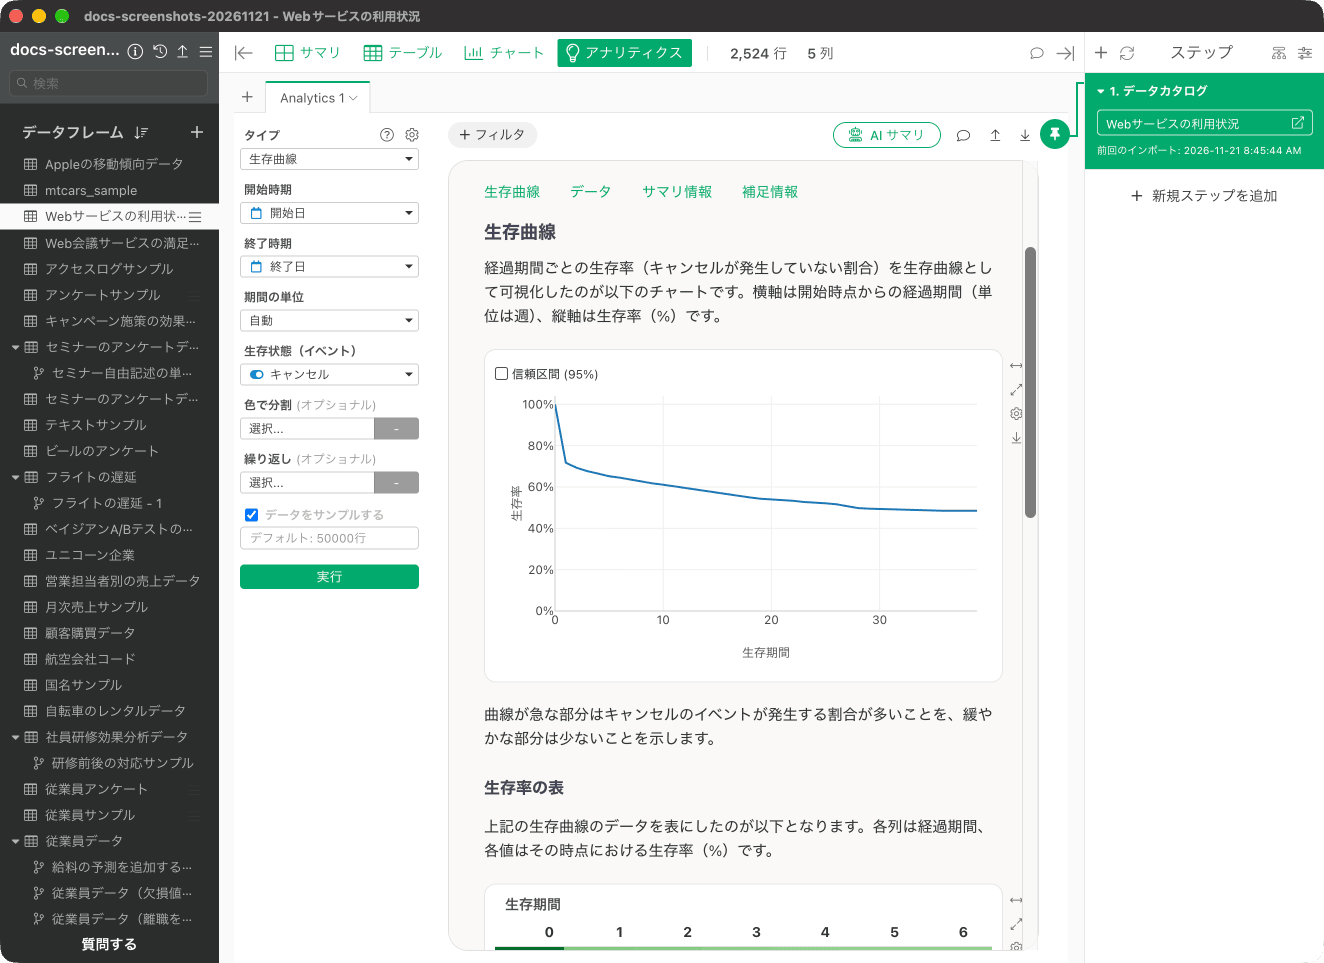 docs-screenshots-20261121 - Webサービスの利用状況
docs-screen...
検索
データフレーム
Appleの移動傾向データ
mtcars_sample
Webサービスの利用状…
Web会議サービスの満足…
アクセスログサンプル
アンケートサンプル
キャンペーン施策の効果…
セミナーのアンケートデ…
セミナー自由記述の単…
セミナーのアンケートデ…
テキストサンプル
ビールのアンケート
フライトの遅延
フライトの遅延 - 1
ベイジアンA/Bテストの…
ユニコーン企業
営業担当者別の売上データ
月次売上サンプル
顧客購買データ
航空会社コード
国名サンプル
自転車のレンタルデータ
社員研修効果分析データ
研修前後の対応サンプル
従業員アンケート
従業員サンプル
従業員データ
給料の予測を追加する…
従業員データ（欠損値…
従業員データ（離職を…
質問する
サマリ
テーブル
チャート
アナリティクス
2,524 行
5 列
Analytics 1
タイプ
生存曲線
開始時期
開始日
終了時期
終了日
期間の単位
自動
生存状態（イベント）
キャンセル
色で分割 (オプショナル)
選択...
-
繰り返し (オプショナル)
選択...
-
データをサンプルする
デフォルト: 50000行
実行
+ フィルタ
AI サマリ
生存曲線
データ
サマリ情報
補足情報
生存曲線
経過期間ごとの生存率（キャンセルが発生していない割合）を生存曲線とし
て可視化したのが以下のチャートです。横軸は開始時点からの経過期間（単
位は週）、縦軸は生存率（%）です。
信頼区間 (95%)
100%
80%
60%
40%
20%
0%
生存率
0
10
20
30
生存期間
曲線が急な部分はキャンセルのイベントが発生する割合が多いことを、緩や
かな部分は少ないことを示します。
生存率の表
上記の生存曲線のデータを表にしたのが以下となります。各列は経過期間、
各値はその時点における生存率（%）です。
生存期間
0 1 2 3 4 5 6
ステップ
1. データカタログ
Webサービスの利用状況
前回のインポート: 2026-11-21 8:45:44 AM
+ 新規ステップを追加